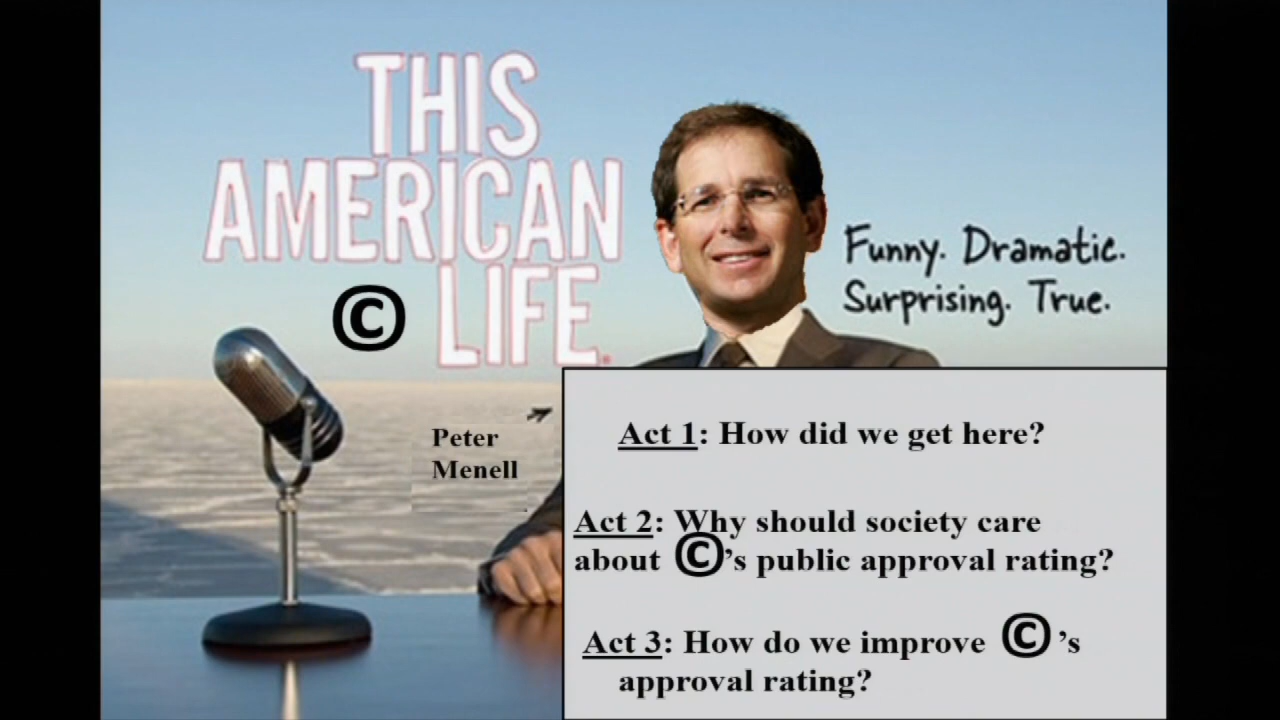 THIS
AMERICAN
© LIFE.
Funny. Dramatic.
Surprising. True.
Peter
Menell
Act 1: How did we get here?
Act 2: Why should society care
about ©'s public approval rating?
Act 3: How do we improve ©'s
approval rating?